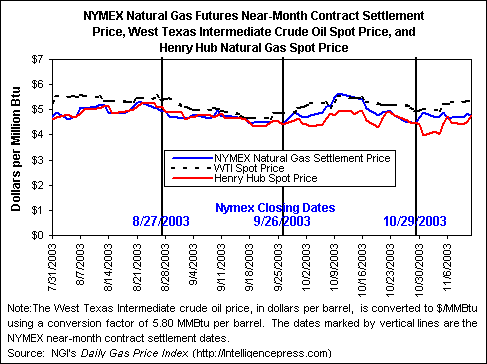 NYMEX Natural Gas Futures Near-Month Contract Settlement
Price, West Texas Intermediate Crude Oil Spot Price, and
Henry Hub Natural Gas Spot Price
Dollars per Million Btu
$7
$6
$5
$4
$3
$2
$1
$0
NYMEX Natural Gas Settlement Price
WTI Spot Price
Henry Hub Spot Price
Nymex Closing Dates
8/27/2003
9/26/2003
10/29/2003
7/31/2003
8/7/2003
8/14/2003
8/21/2003
8/28/2003
9/4/2003
9/11/2003
9/18/2003
9/25/2003
10/2/2003
10/9/2003
10/16/2003
10/23/2003
10/30/2003
11/6/2003
Note:The West Texas Intermediate crude oil price, in dollars per barrel, is converted to $/MMBtu
using a conversion factor of 5.80 MMBtu per barrel. The dates marked by vertical lines are the
NYMEX near-month contract settlement dates.
Source: NGI's Daily Gas Price Index (http://intelligencepress.com)